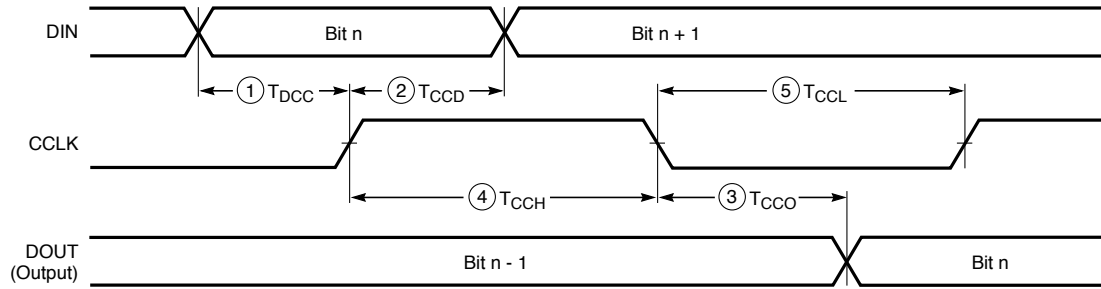 DIN
Bit n
Bit n + 1
1 TDCC
2 TCCD
5 TCCL
CCLK
4 TCCH
3 TCCO
DOUT
(Output)
Bit n - 1
Bit n